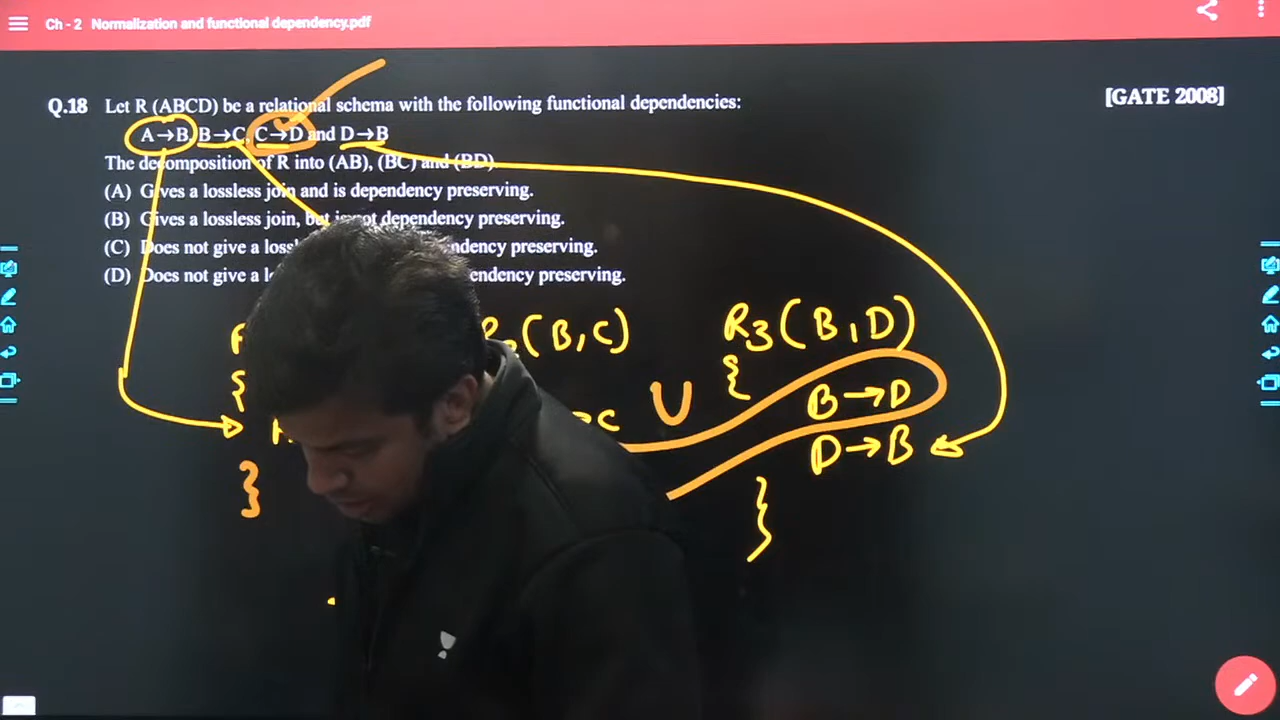 Ch - 2 Normalization and functional dependency.pdf
Q.18 Let R (ABCD) be a relational schema with the following functional dependencies: [GATE 2008]
A→B, B→C, C→D and D→B
The decomposition of R into (AB), (BC) and (BD).
(A) Gives a lossless join and is dependency preserving.
(B) Gives a lossless join, but is not dependency preserving.
(C) Does not give a
(D) Does not give a
dependency preserving.
(B,C) R3(B,D)
{ {
U B→D
C
D→B
} }